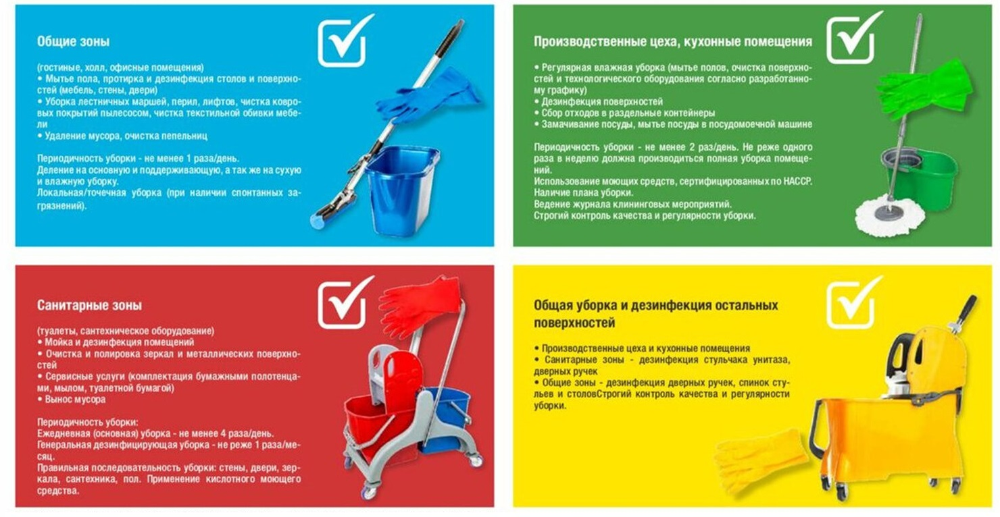 Общие зоны
(гостиные, холл, офисные помещения)
• Мытье пола, протирка и дезинфекция столов и поверхно-
стей (мебель, стены, двери)
• Уборка лестничных маршей, перил, лифтов, чистка ковро-
вых покрытий пылесосом, чистка текстильной обивки мебе-
ли
• Удаление мусора, очистка пепельниц
Периодичность уборки - не менее 1 раза/день.
Деление на основную и поддерживающую, а так же на сухую
и влажную уборку.
Локальная/точечная уборка (при наличии спонтанных за-
грязнений).
Производственные цеха, кухонные помещения
• Регулярная влажная уборка (мытье полов, очистка поверхно-
стей и технологического оборудования согласно разработанно-
му графику)
• Дезинфекция поверхностей
• Сбор отходов в раздельные контейнеры
• Замачивание посуды, мытье посуды в посудомоечной машине
Периодичность уборки - не менее 2 раз/день. Не реже одного
раза в неделю должна производиться полная уборка помеще-
ний.
Использование моющих средств, сертифицированных по HACCP.
Наличие плана уборки.
Ведение журнала клининговых мероприятий.
Строгий контроль качества и регулярности уборки.
Санитарные зоны
(туалеты, сантехническое оборудование)
• Мойка и дезинфекция помещений
• Очистка и полировка зеркал и металлических поверхно-
стей
• Сервисные услуги (комплектация бумажными полотенца-
ми, мылом, туалетной бумагой)
• Вынос мусора
Периодичность уборки:
Ежедневная (основная) уборка - не менее 4 раза/день.
Генеральная дезинфицирующая уборка - не реже 1 раза/ме-
сяц.
Правильная последовательность уборки: стены, двери, зер-
кала, сантехника, пол. Применение кислотного моющего
средства.
Общая уборка и дезинфекция остальных
поверхностей
• Производственные цеха и кухонные помещения
• Санитарные зоны - дезинфекция стульчака унитаза,
дверных ручек
• Общие зоны - дезинфекция дверных ручек, спинок сту-
льев и столовСтрогий контроль качества и регулярности
уборки.